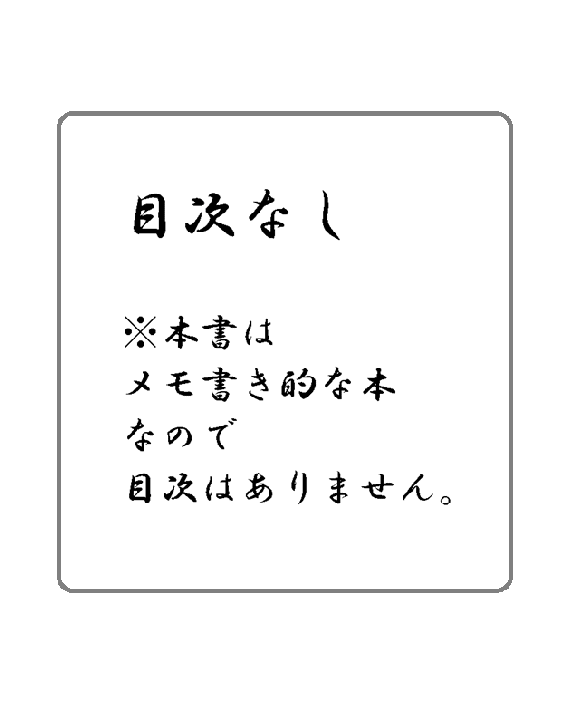 目次なし
※本書は
メモ書き的な本
なので
目次はありません。